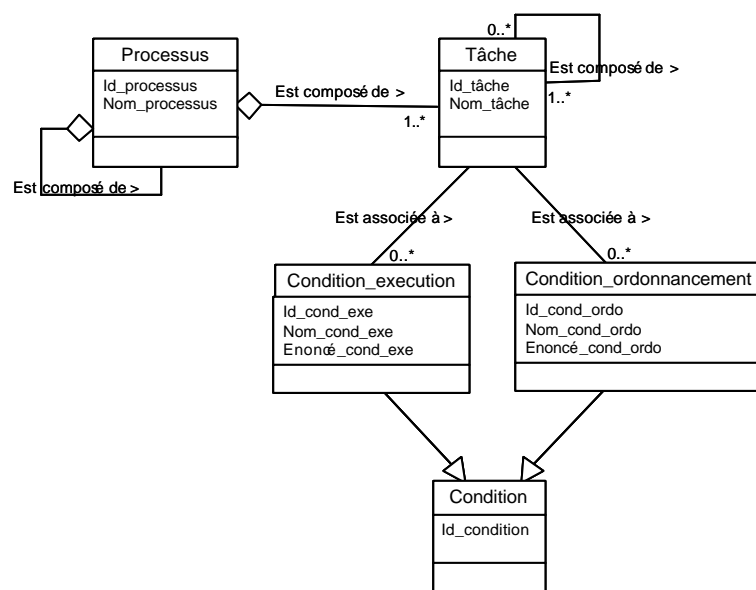 Processus
Id_processus
Nom_processus
Est composé de >
Est composé de >
1..*
0..*
Tâche
Id_tâche
Nom_tâche
Est composé de >
1..*
Est associée à >
0..*
Est associée à >
0..*
Condition_execution
Id_cond_exe
Nom_cond_exe
Enoncé_cond_exe
Condition_ordonnancement
Id_cond_ordo
Nom_cond_ordo
Enoncé_cond_ordo
Condition
Id_condition